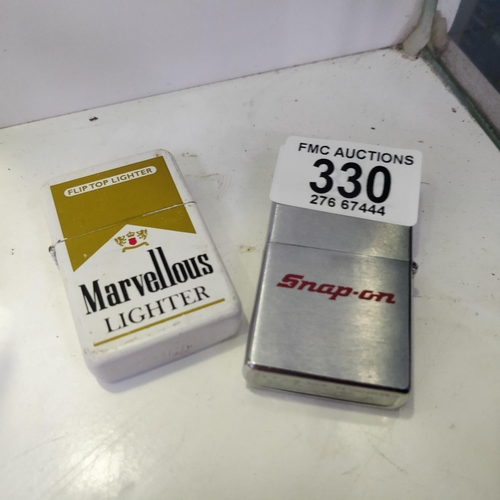 FLIP TOP LIGHTER
Marvellous
LIGHTER
FMC AUCTIONS
330
276 67444
Snap-on